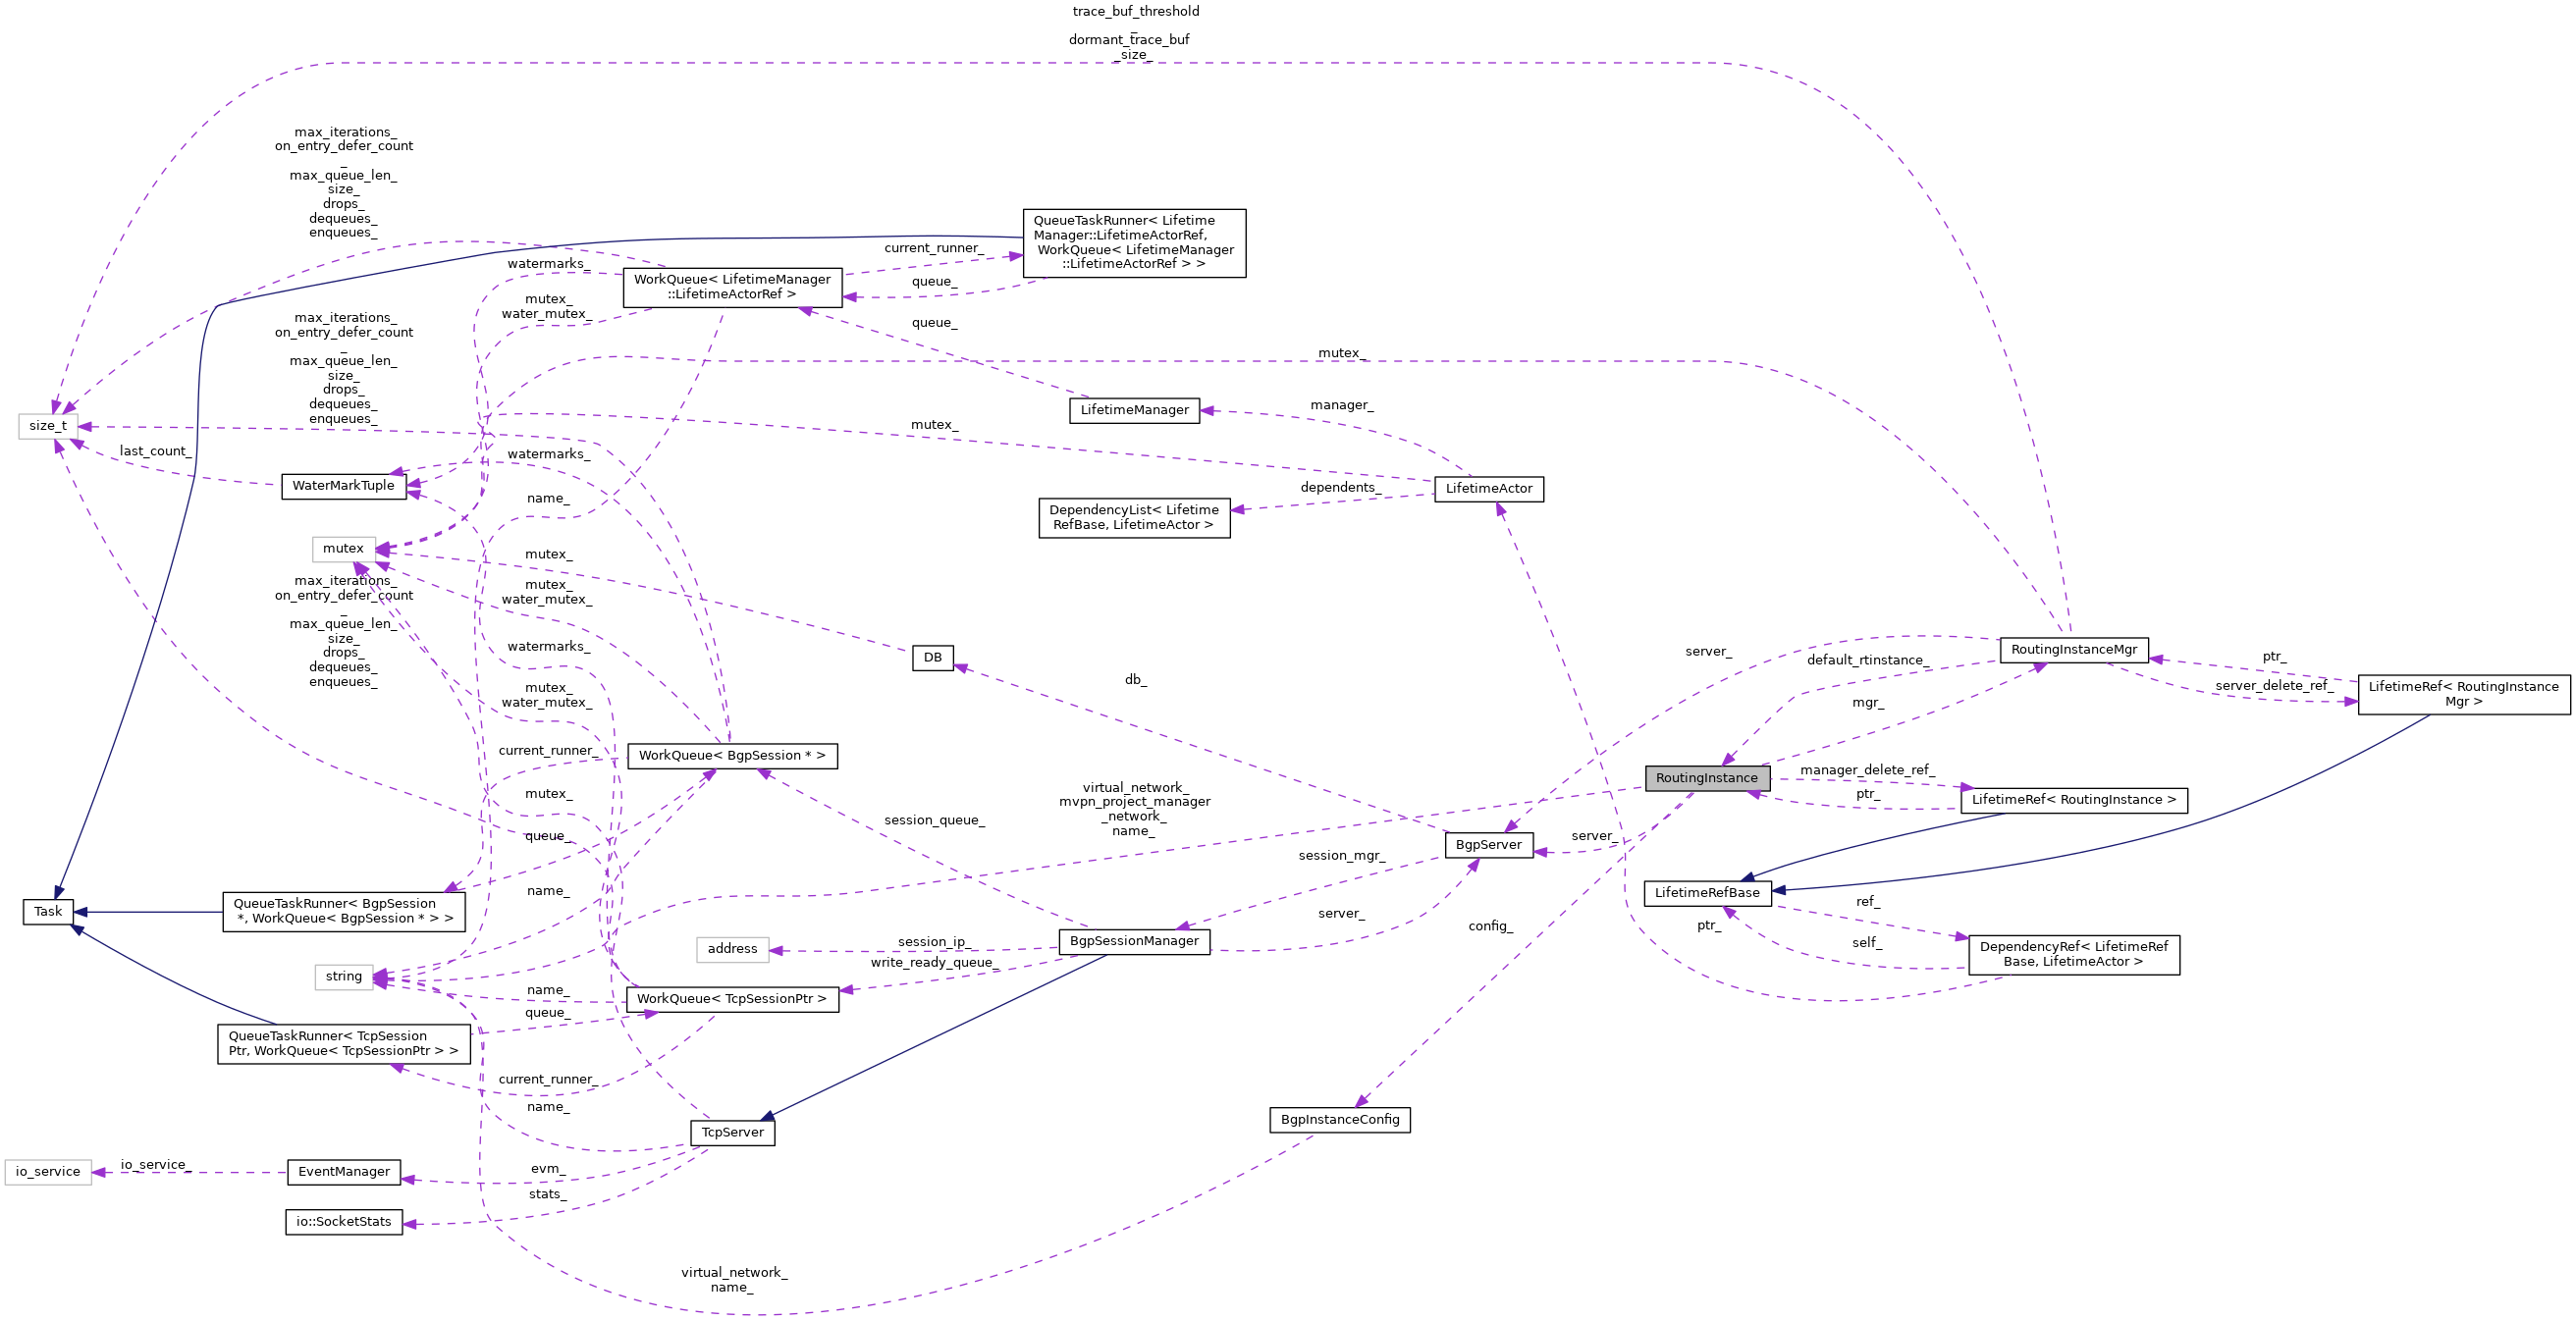 trace_buf_threshold
_
dormant_trace_buf
_size_
max_iterations_
on_entry_defer_count
_
max_queue_len_
size_
drops_
dequeues_
enqueues_
QueueTaskRunner< Lifetime
Manager::LifetimeActorRef,
WorkQueue< LifetimeManager
::LifetimeActorRef > >
current_runner_
watermarks_
WorkQueue< LifetimeManager
::LifetimeActorRef >
queue_
mutex_
water_mutex_
max_iterations_
on_entry_defer_count
_
max_queue_len_
size_
drops_
dequeues_
enqueues_
queue_
mutex_
manager_
LifetimeManager
size_t
mutex_
last_count_
watermarks_
WaterMarkTuple
dependents_
LifetimeActor
name_
DependencyList< Lifetime
RefBase, LifetimeActor >
mutex
mutex_
max_iterations_
on_entry_defer_count
_
max_queue_len_
size_
drops_
dequeues_
enqueues_
mutex_
water_mutex_
watermarks_
DB
server_
RoutingInstanceMgr
default_rtinstance_
ptr_
db_
server_delete_ref_
LifetimeRef< RoutingInstance
Mgr >
mutex_
water_mutex_
mgr_
current_runner_
WorkQueue< BgpSession * >
RoutingInstance
manager_delete_ref_
virtual_network_
mvpn_project_manager
_network_
name_
mutex_
ptr_
LifetimeRef< RoutingInstance >
session_queue_
queue_
server_
BgpServer
session_mgr_
name_
LifetimeRefBase
ref_
Task
QueueTaskRunner< BgpSession
*, WorkQueue< BgpSession * > >
server_
config_
ptr_
address
session_ip_
BgpSessionManager
self_
DependencyRef< LifetimeRef
Base, LifetimeActor >
write_ready_queue_
string
name_
WorkQueue< TcpSessionPtr >
queue_
QueueTaskRunner< TcpSession
Ptr, WorkQueue< TcpSessionPtr > >
current_runner_
name_
TcpServer
BgpInstanceConfig
io_service
io_service_
EventManager
evm_
stats_
io::SocketStats
virtual_network_
name_